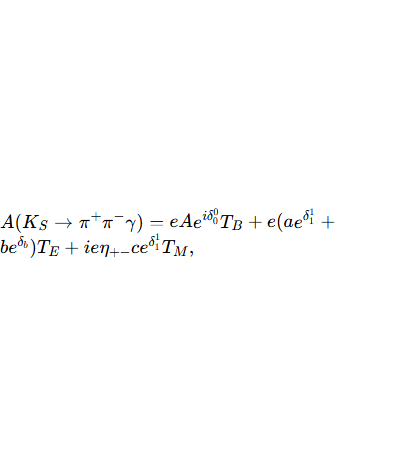 $A(K_S \to \pi^+\pi^-\gamma) = eAe^{i\delta_0^0}T_B + e(ae^{\delta_1^1} +$
$be^{\delta_b})T_E + ie\eta_{+-}ce^{\delta_1^1}T_M,$